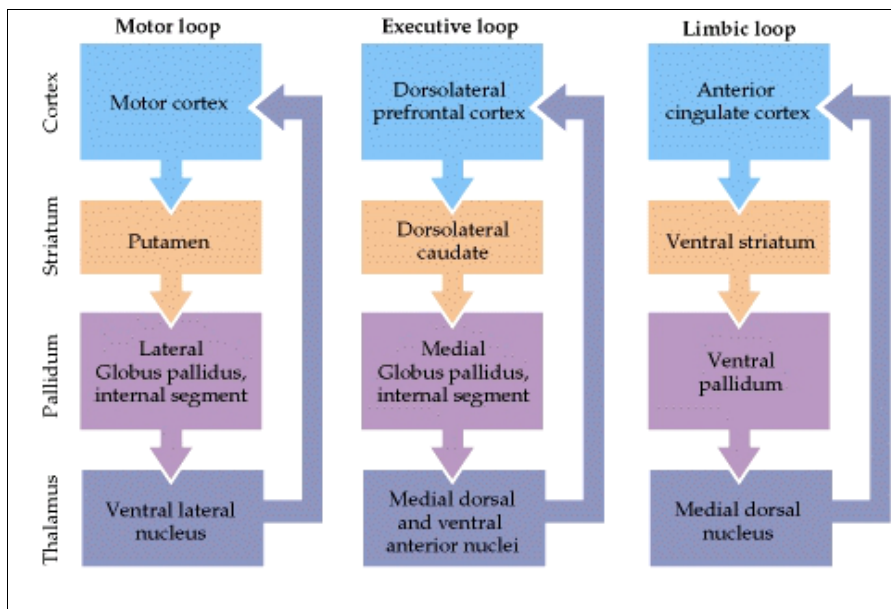 Motor loop
Executive loop
Limbic loop
Cortex
Motor cortex
Dorsolateral
prefrontal cortex
Anterior
cingulate cortex
Striatum
Putamen
Dorsolateral
caudate
Ventral striatum
Pallidum
Lateral
Globus pallidus,
internal segment
Medial
Globus pallidus,
internal segment
Ventral
pallidum
Thalamus
Ventral lateral
nucleus
Medial dorsal
and ventral
anterior nuclei
Medial dorsal
nucleus